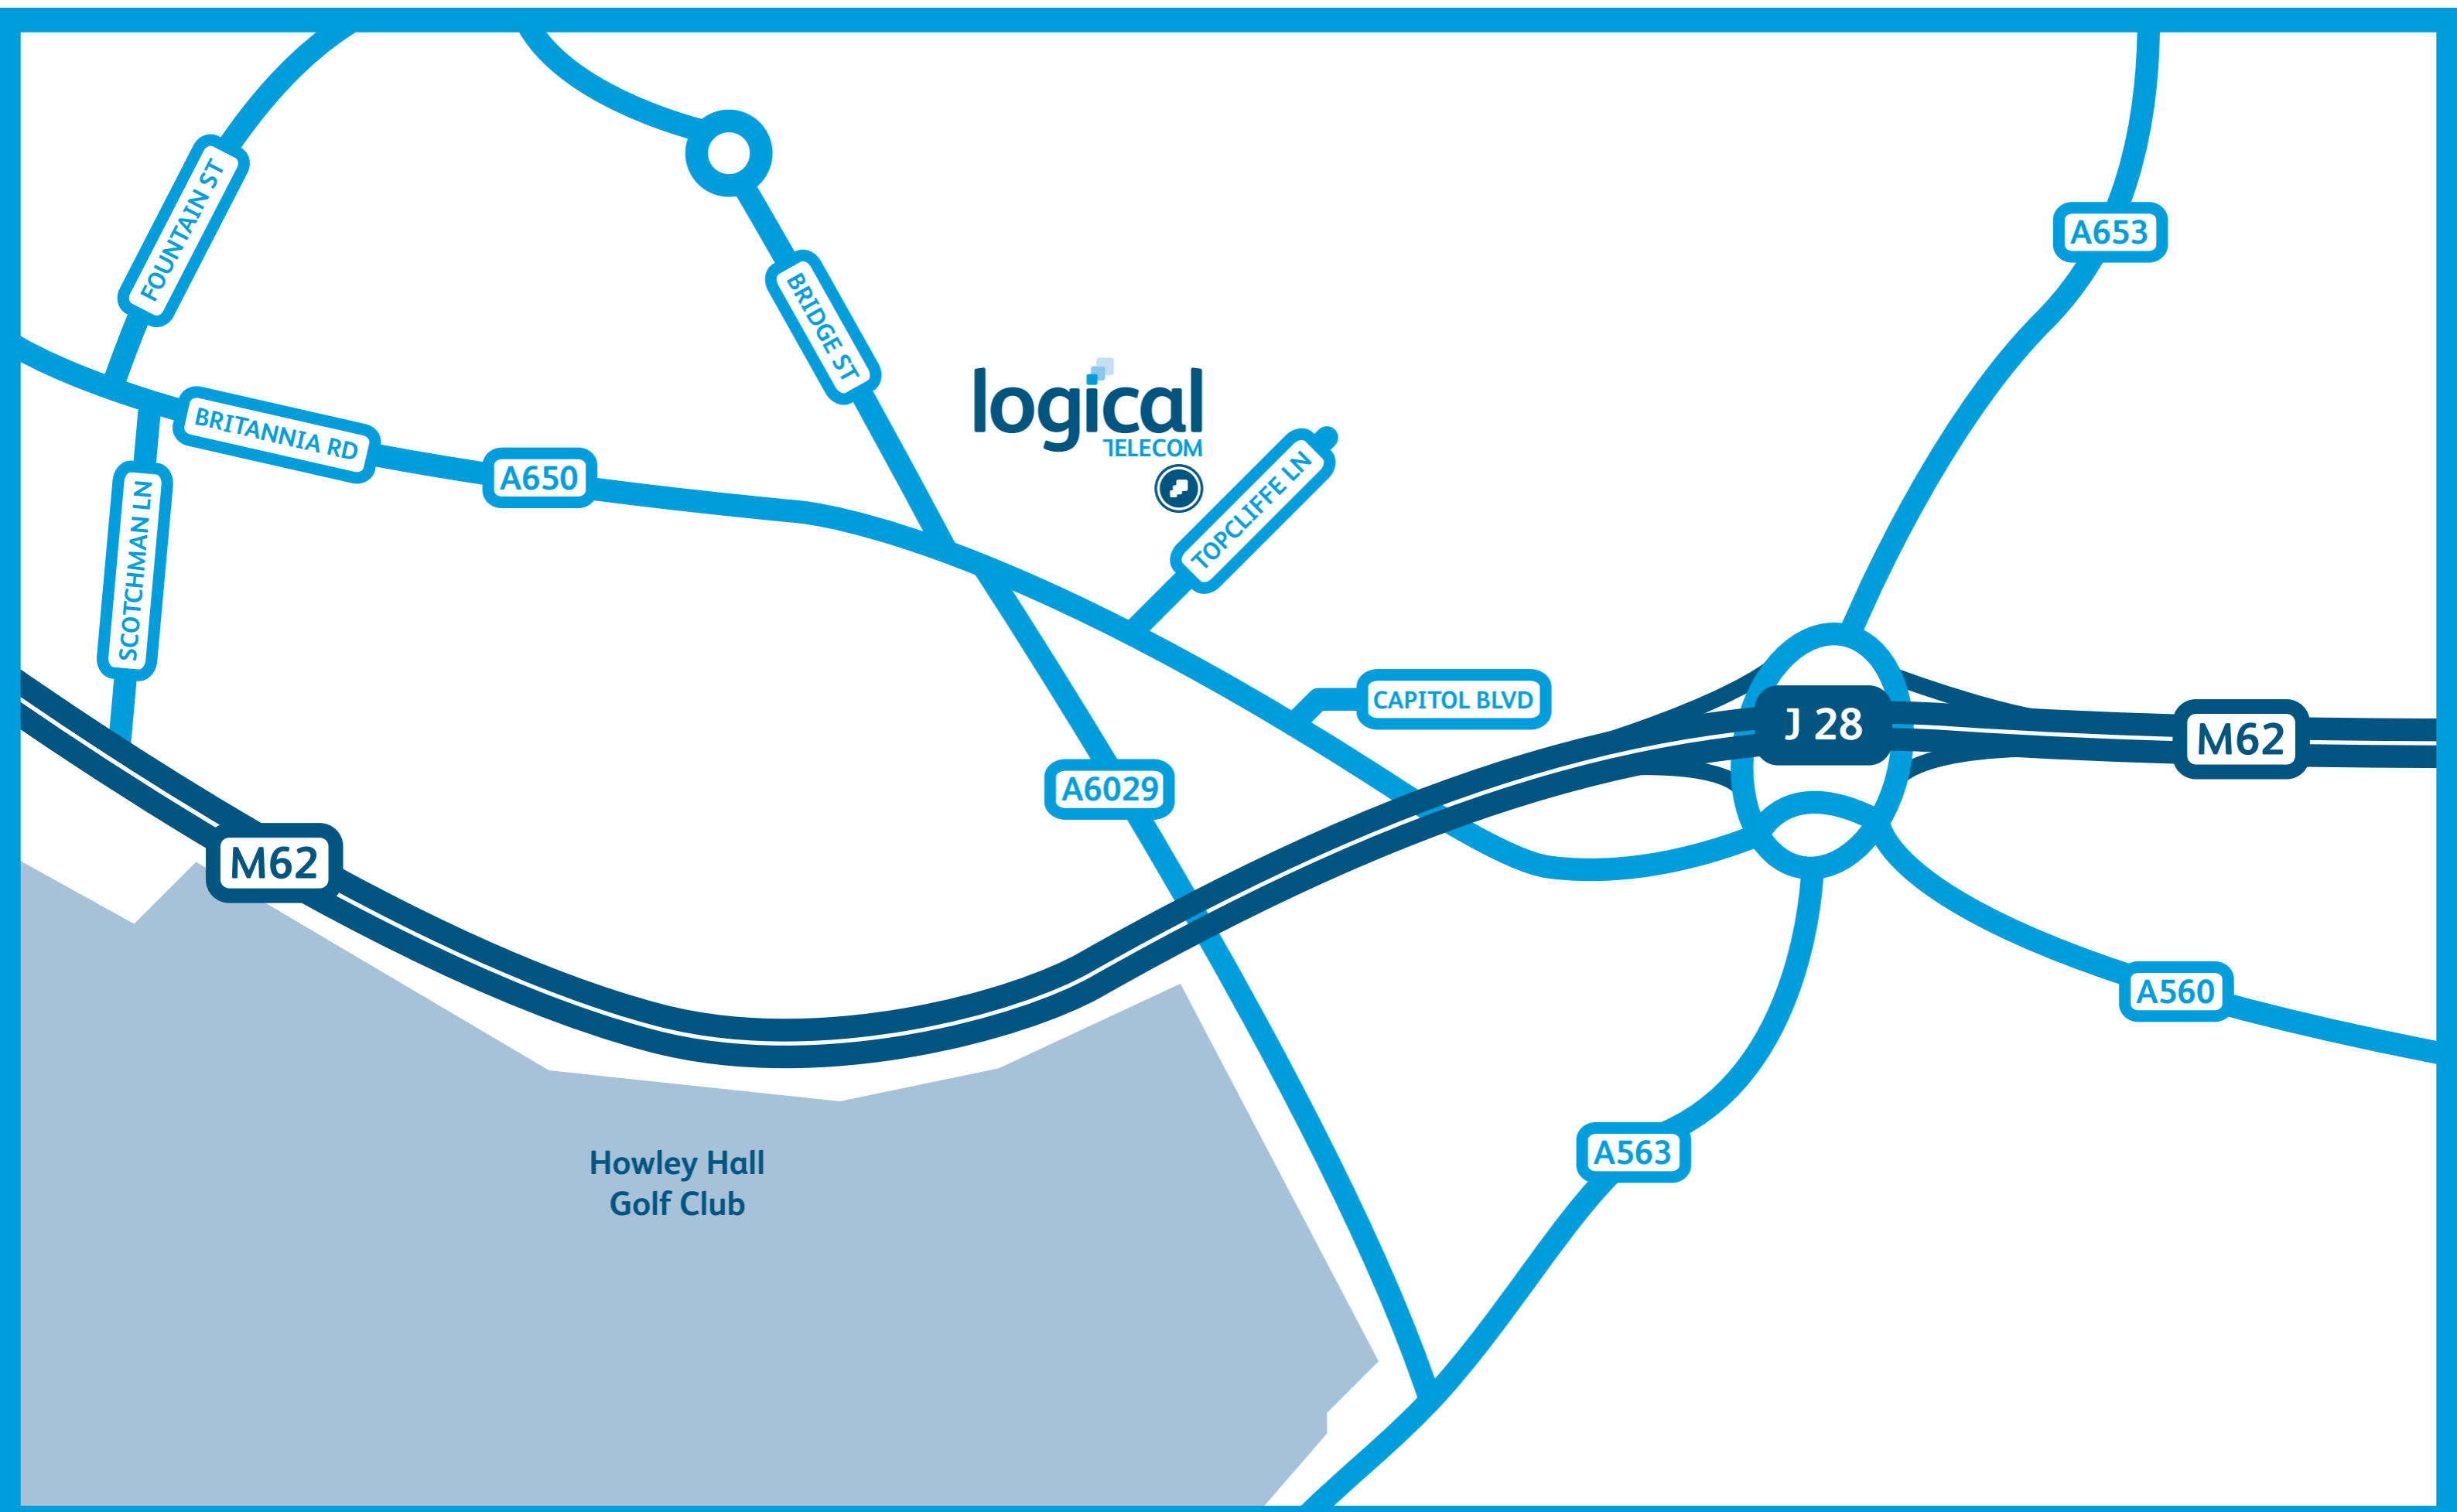 FOUNTAIN ST
A653
BRIDGE ST
logical
TELECOM
BRITANNIA RD
A650
TOPCLIFFE LN
SCOTCHMAN LN
CAPITOL BLVD
J 28
M62
A6029
M62
A560
A563
Howley Hall
Golf Club